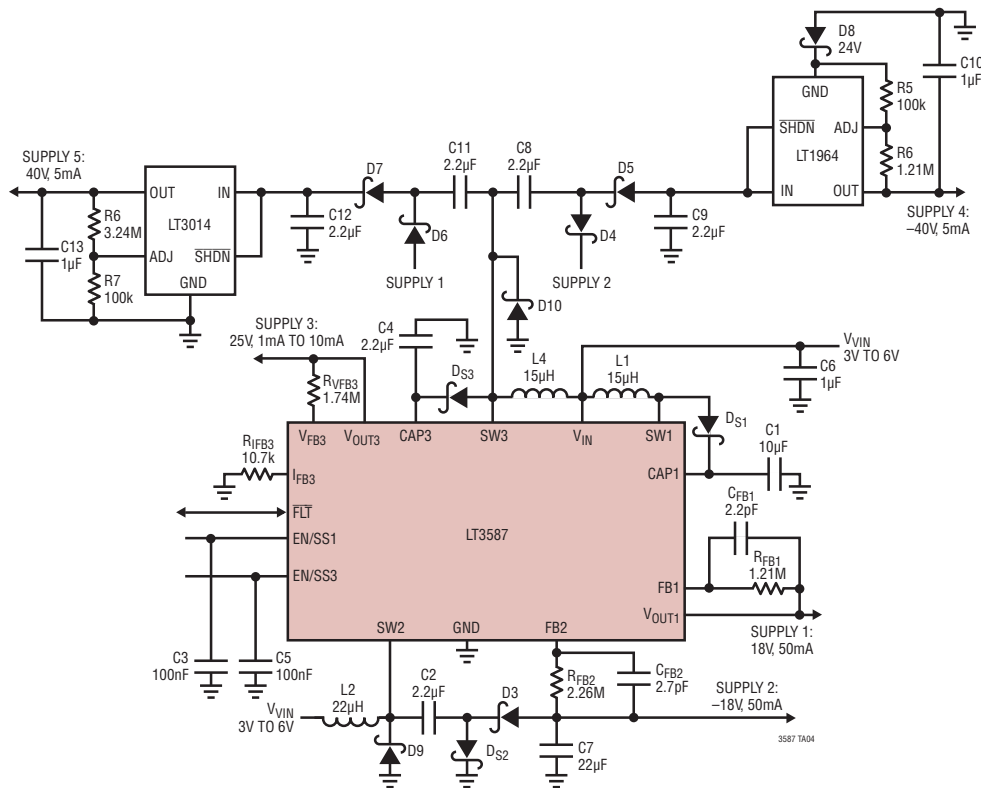 D8
24V
C10
1µF
GND
R5
100k
SHDN
ADJ
LT1964
R6
1.21M
IN
OUT
SUPPLY 4:
–40V, 5mA
SUPPLY 5:
40V, 5mA
OUT
IN
LT3014
R6
3.24M
ADJ
SHDN
C13
1µF
R7
100k
GND
C12
2.2µF
D7
C11
2.2µF
C8
2.2µF
D5
D6
SUPPLY 1
D4
SUPPLY 2
C9
2.2µF
D10
SUPPLY 3:
25V, 1mA TO 10mA
C4
2.2µF
RVFB3
1.74M
DS3
L4
15µH
L1
15µH
VVIN
3V TO 6V
C6
1µF
DS1
C1
10µF
VFB3
VOUT3
CAP3
SW3
VIN
SW1
RIFB3
10.7k
IFB3
CAP1
FLT
EN/SS1
EN/SS3
LT3587
CFB1
2.2pF
RFB1
1.21M
FB1
VOUT1
SUPPLY 1:
18V, 50mA
SW2
GND
FB2
C3
100nF
C5
100nF
L2
22µH
VVIN
3V TO 6V
C2
2.2µF
D3
RFB2
2.26M
CFB2
2.7pF
SUPPLY 2:
–18V, 50mA
D9
DS2
C7
22µF
3587 TA04